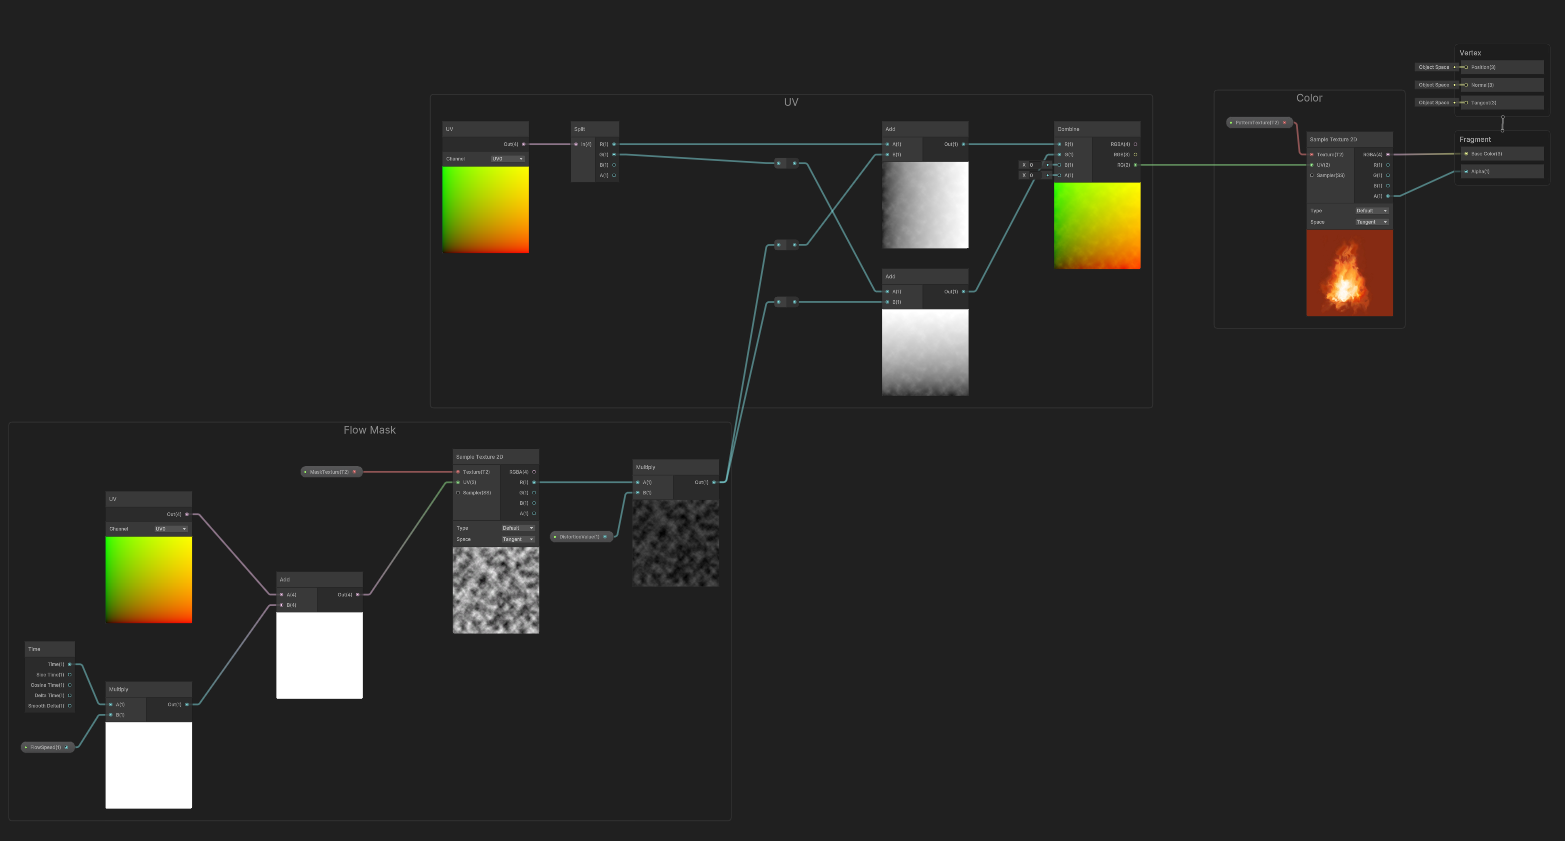 Vertex
Object Space
Position(3)
Object Space
Normal(3)
Object Space
Tangent(3)
Fragment
Base Color(3)
Alpha(1)
Color
PatternTexture(T2)
Sample Texture 2D
Texture(T2)
RGBA(4)
UV(2)
R(1)
Sampler(SS)
G(1)
B(1)
A(1)
Type
Default
Space
Tangent
UV
UV
Out(4)
Channel
UV0
Split
In(4)
R(1)
G(1)
B(1)
A(1)
Add
A(1)
Out(1)
B(1)
Add
A(1)
Out(1)
B(1)
Combine
R(1)
RGBA(4)
G(1)
RGB(3)
X 0
B(1)
RG(2)
X 0
A(1)
Flow Mask
MaskTexture(T2)
Sample Texture 2D
Texture(T2)
RGBA(4)
UV(2)
R(1)
Sampler(SS)
G(1)
B(1)
A(1)
Type
Default
Space
Tangent
Multiply
A(1)
Out(1)
B(1)
DistortionValue(1)
UV
Out(4)
Channel
UV0
Add
A(4)
Out(4)
B(4)
Time
Time(1)
Sine Time(1)
Cosine Time(1)
Delta Time(1)
Smooth Delta(1)
Multiply
A(1)
Out(1)
B(1)
FlowSpeed(1)